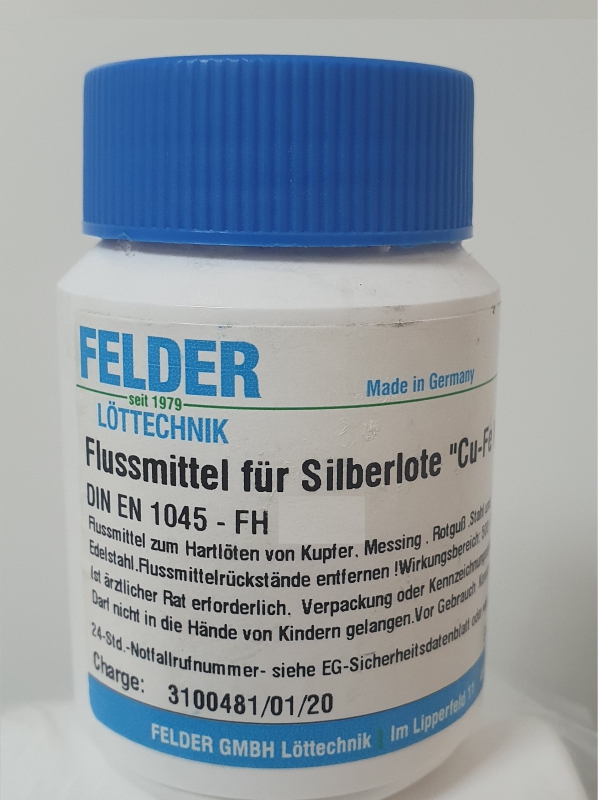 FELDER
seit 1979
LÖTTECHNIK
Made in Germany
Flussmittel für Silberlote "Cu-Fe
DIN EN 1045 - FH
Flussmittel zum Hartlöten von Kupfer, Messing , Rotguß .Stahl und
Edelstahl.Flussmittelrückstände entfernen !Wirkungsbereich:
Ist ärztlicher Rat erforderlich. Verpackung oder
Darf nicht in die Hände von Kindern gelangen.Vor Gebrauch
24-Std.-Notfallrufnummer- siehe EG-Sicherheitsdatenblatt oder
Charge: 3100481/01/20
FELDER GMBH Löttechnik | Im Lipperfeld 11